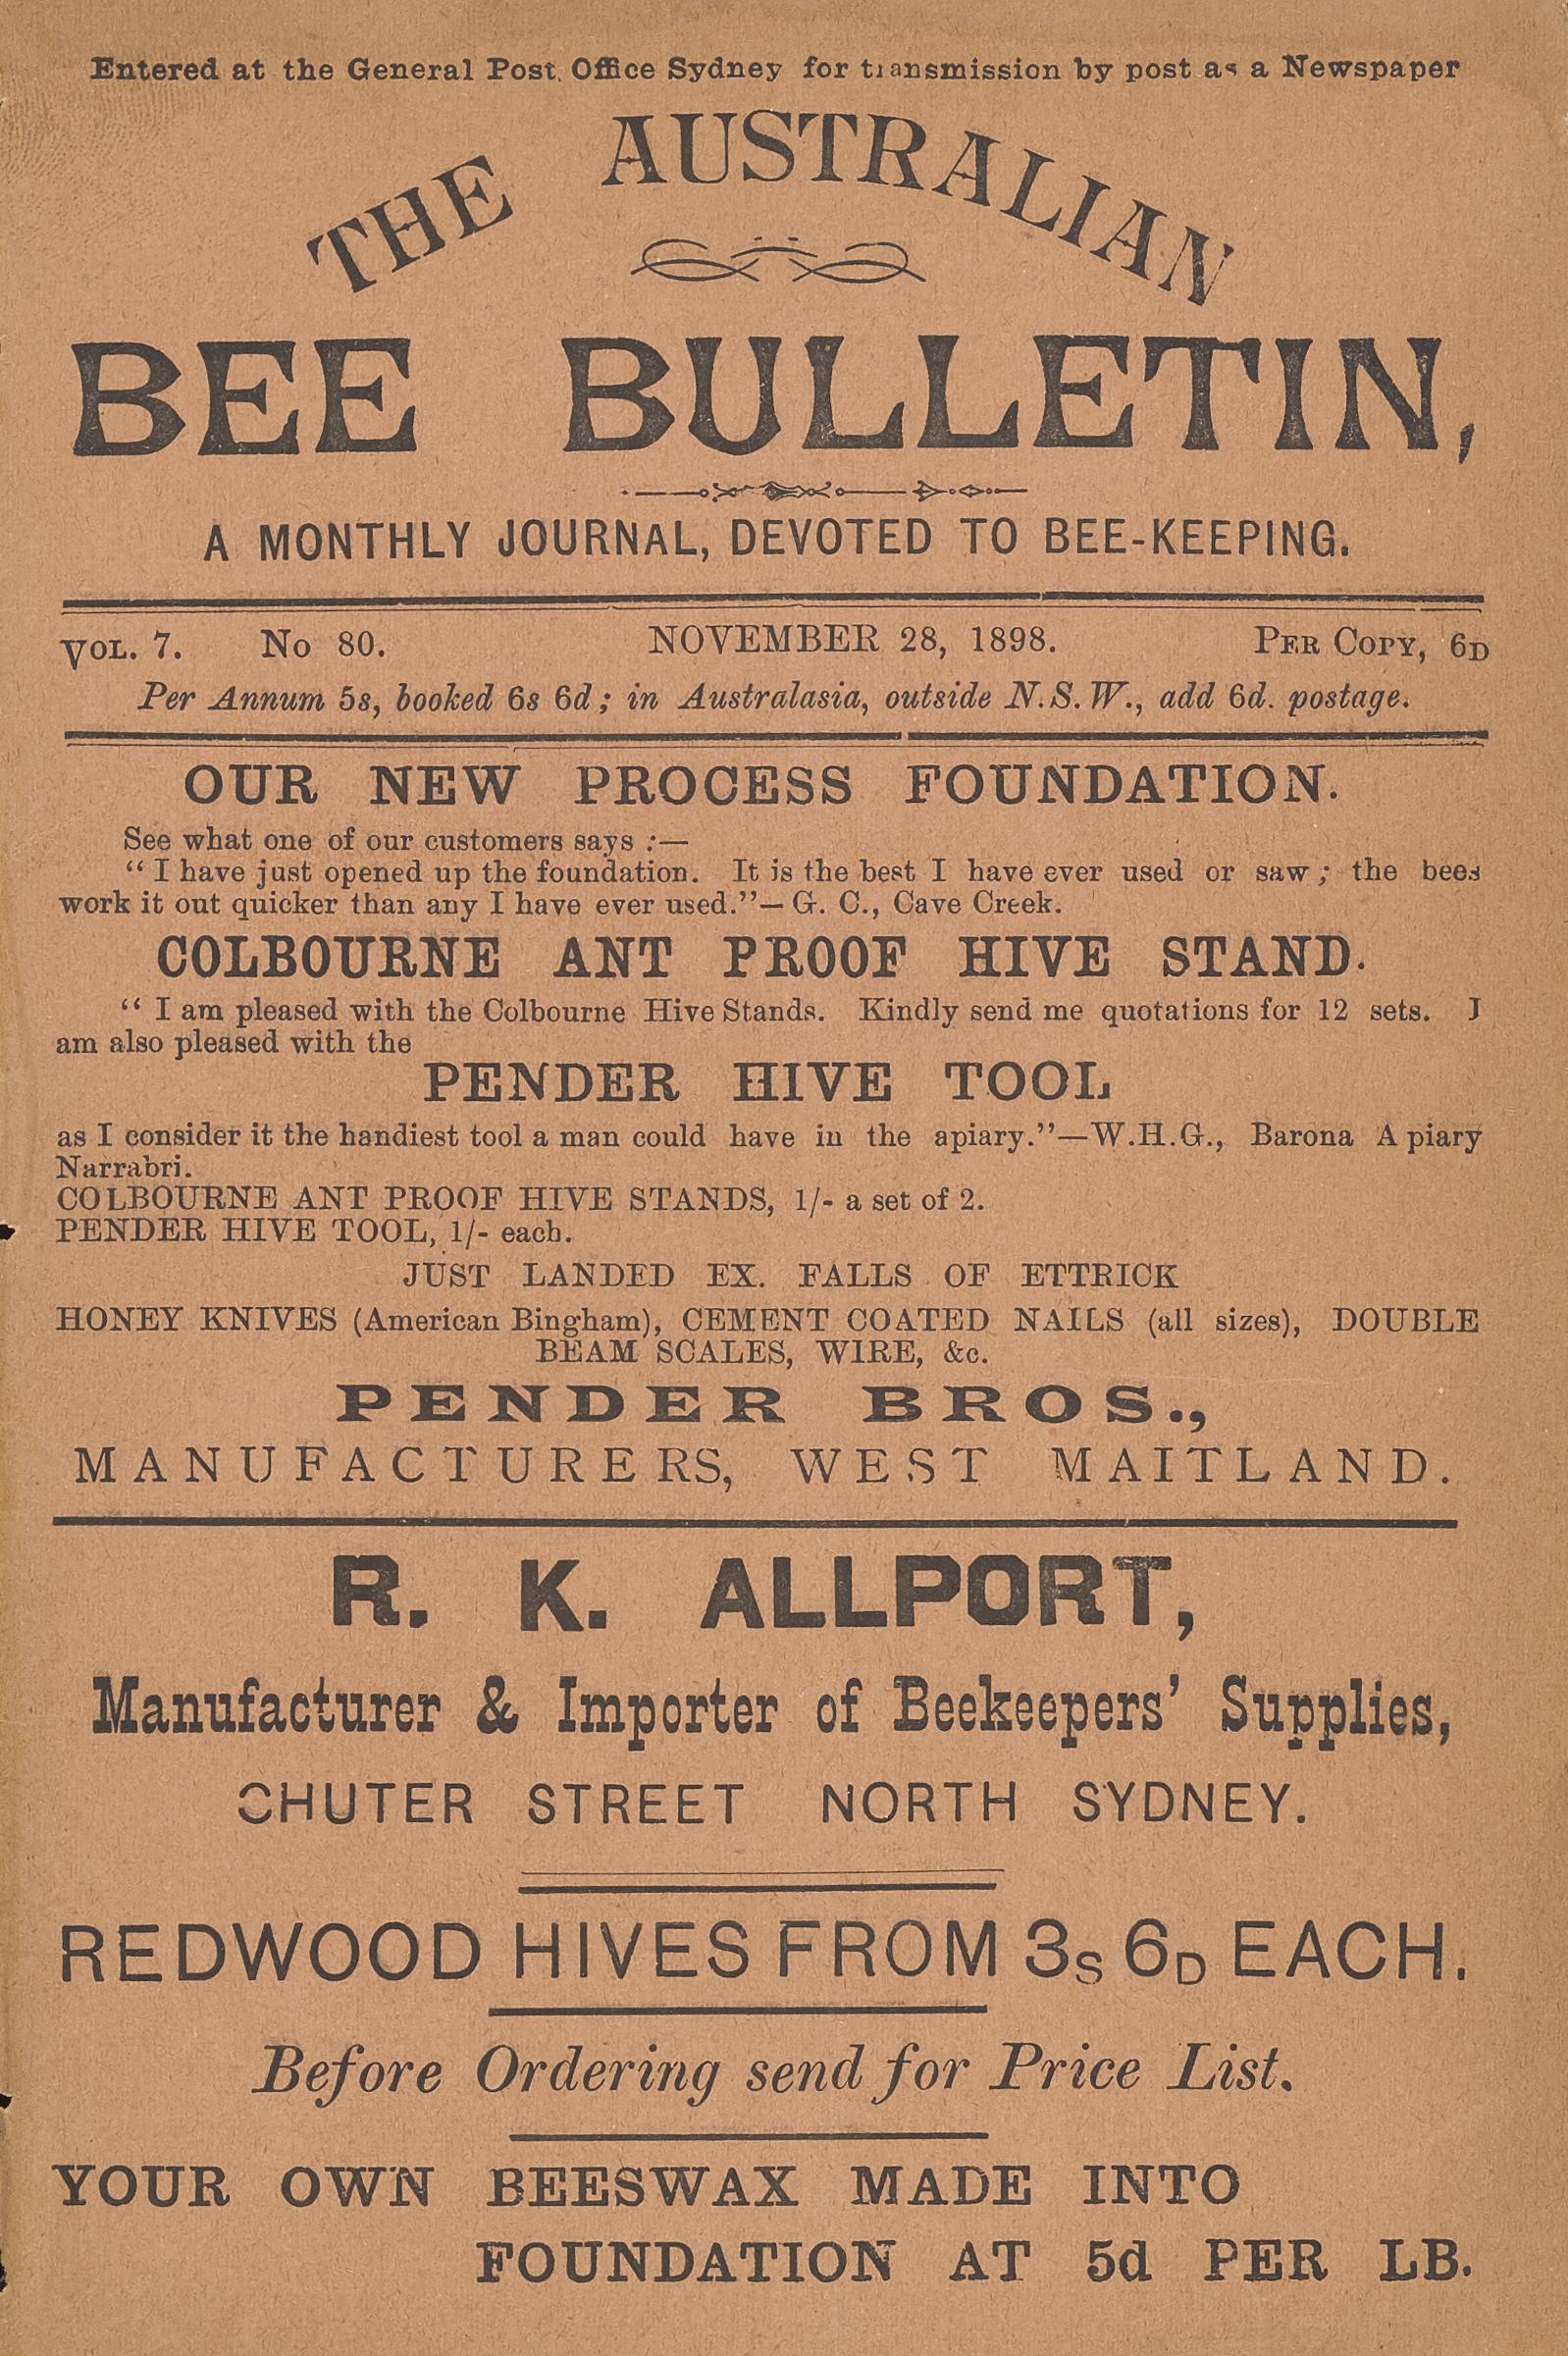 Entered at the General Post. Office Sydney for transmission by post as a Newspaper
THE AUSTRALIAN
BEE BULLETIN,
A MONTHLY JOURNAL, DEVOTED TO BEE-KEEPING.
VOL. 7. No 80. NOVEMBER 28, 1898. PER COPY, 6D
Per Annum 5s, booked 6s 6d; in Australasia, outside N.S.W., add 6d. postage.
OUR NEW PROCESS FOUNDATION.
See what one of our customers says :—
“ I have just opened up the foundation. It is the best I have ever used or saw; the bees
work it out quicker than any I have ever used.”—G. C., Cave Creek.
COLBOURNE ANT PROOF HIVE STAND.
“ I am pleased with the Colbourne Hive Stands. Kindly send me quotations for 12 sets. I
am also pleased with the
PENDER HIVE TOOL
as I consider it the handiest tool a man could have in the apiary.”—W.H.G., Barona Apiary
Narrabri.
COLBOURNE ANT PROOF HIVE STANDS, 1/- a set of 2.
PENDER HIVE TOOL, 1/- each.
JUST LANDED EX. FALLS OF ETTRICK
HONEY KNIVES (American Bingham), CEMENT COATED NAILS (all sizes), DOUBLE
BEAM SCALES, WIRE, &c.
PENDER BROS.,
MANUFACTURERS, WEST MAITLAND.
R. K. ALLPORT,
Manufacturer & Importer of Beekeepers’ Supplies,
CHUTER STREET NORTH SYDNEY.
REDWOOD HIVES FROM 3S 6D EACH.
Before Ordering send for Price List.
YOUR OWN BEESWAX MADE INTO
FOUNDATION AT 5d PER LB.